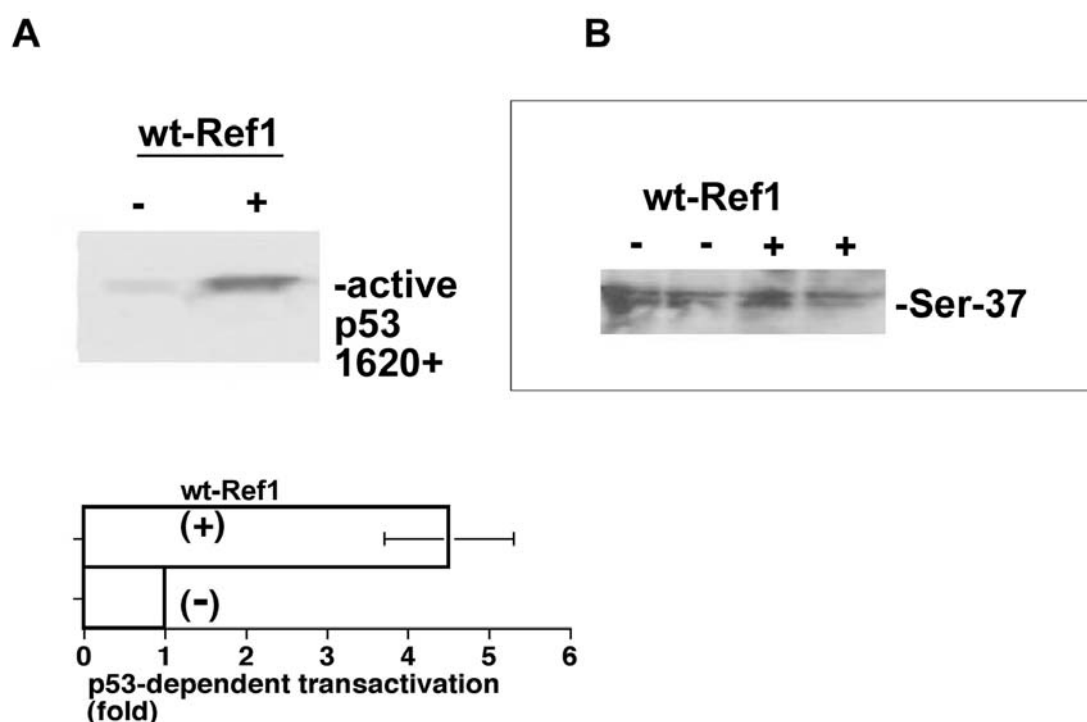 A
wt-Ref1
- +
-active
p53
1620+
B
wt-Ref1
- - + +
-Ser-37
wt-Ref1
(+)
(-)
0 1 2 3 4 5 6
p53-dependent transactivation
(fold)